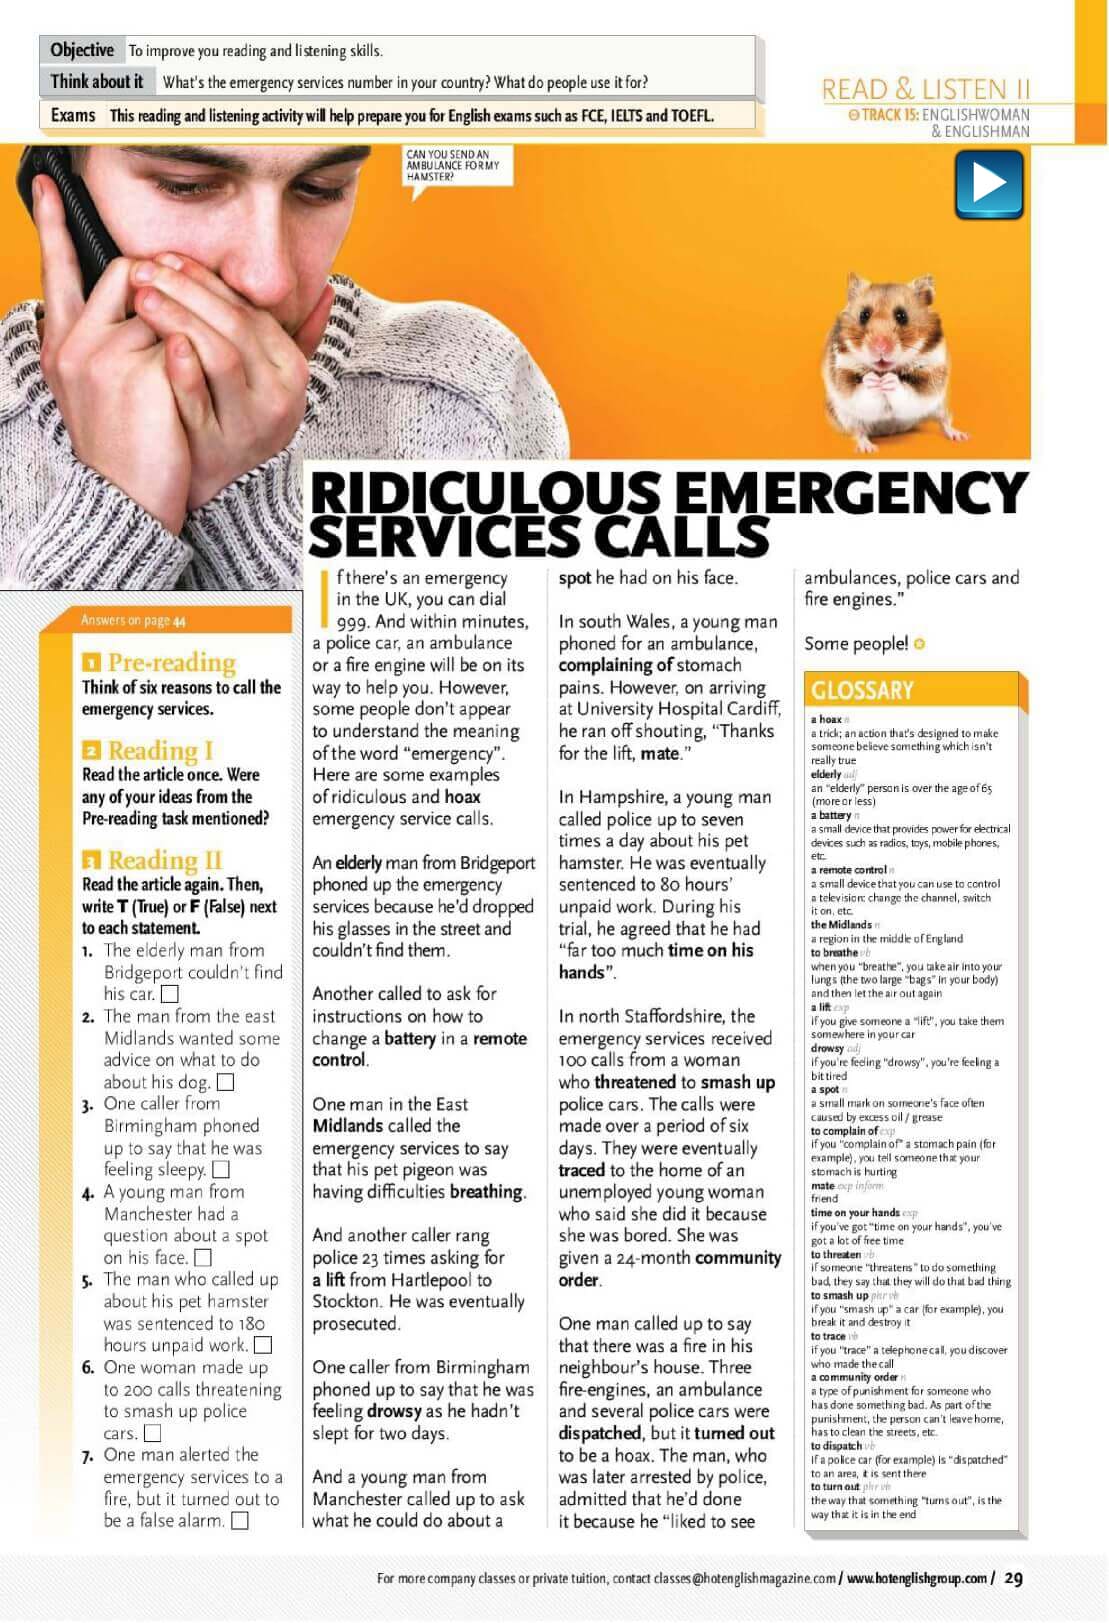 Objective To improve you reading and listening skills.
Think about it What's the emergency services number in your country? What do people use it for?
Exams This reading and listening activity will help prepare you for English exams such as FCE, IELTS and TOEFL.
READ & LISTEN II
TRACK 15: ENGLISHWOMAN
& ENGLISHMAN
CAN YOU SEND AN
AMBULANCE FOR MY
HAMSTER?
RIDICULOUS EMERGENCY
SERVICES CALLS
Answers on page 44
1 Pre-reading
Think of six reasons to call the
emergency services.
2 Reading I
Read the article once. Were
any of your ideas from the
Pre-reading task mentioned?
3 Reading II
Read the article again. Then,
write T (True) or F (False) next
to each statement.
1. The elderly man from
Bridgeport couldn't find
his car.
2. The man from the east
Midlands wanted some
advice on what to do
about his dog.
3. One caller from
Birmingham phoned
up to say that he was
feeling sleepy.
4. A young man from
Manchester had a
question about a spot
on his face.
5. The man who called up
about his pet hamster
was sentenced to 180
hours unpaid work.
6. One woman made up
to 200 calls threatening
to smash up police
cars.
7. One man alerted the
emergency services to a
fire, but it turned out to
be a false alarm.
If there's an emergency
in the UK, you can dial
999. And within minutes,
a police car, an ambulance
or a fire engine will be on its
way to help you. However,
some people don't appear
to understand the meaning
of the word "emergency".
Here are some examples
of ridiculous and hoax
emergency service calls.
An elderly man from Bridgeport
phoned up the emergency
services because he'd dropped
his glasses in the street and
couldn't find them.
Another called to ask for
instructions on how to
change a battery in a remote
control.
One man in the East
Midlands called the
emergency services to say
that his pet pigeon was
having difficulties breathing.
And another caller rang
police 23 times asking for
a lift from Hartlepool to
Stockton. He was eventually
prosecuted.
One caller from Birmingham
phoned up to say that he was
feeling drowsy as he hadn't
slept for two days.
And a young man from
Manchester called up to ask
what he could do about a
spot he had on his face.
In south Wales, a young man
phoned for an ambulance,
complaining of stomach
pains. However, on arriving
at University Hospital Cardiff,
he ran off shouting, "Thanks
for the lift, mate."
In Hampshire, a young man
called police up to seven
times a day about his pet
hamster. He was eventually
sentenced to 80 hours'
unpaid work. During his
trial, he agreed that he had
"far too much time on his
hands".
In north Staffordshire, the
emergency services received
100 calls from a woman
who threatened to smash up
police cars. The calls were
made over a period of six
days. They were eventually
traced to the home of an
unemployed young woman
who said she did it because
she was bored. She was
given a 24-month community
order.
One man called up to say
that there was a fire in his
neighbour's house. Three
fire-engines, an ambulance
and several police cars were
dispatched, but it turned out
to be a hoax. The man, who
was later arrested by police,
admitted that he'd done
it because he "liked to see
ambulances, police cars and
fire engines."
Some people!
GLOSSARY
a hoax n
a trick; an action that's designed to make
someone believe something which isn't
really true
elderly adj
an "elderly" person is over the age of 65
(more or less)
a battery n
a small device that provides power for electrical
devices such as radios, toys, mobile phones,
etc.
a remote control n
a small device that you can use to control
a television: change the channel, switch
it on, etc.
the Midlands n
a region in the middle of England
to breathe vb
when you "breathe", you take air into your
lungs (the two large "bags" in your body)
and then let the air out again
a lift exp
if you give someone a "lift", you take them
somewhere in your car
drowsy adj
if you're feeling "drowsy", you're feeling a
bit tired
a spot n
a small mark on someone's face often
caused by excess oil / grease
to complain of exp
if you "complain of" a stomach pain (for
example), you tell someone that your
stomach is hurting
mate exp inform
friend
time on your hands exp
if you've got "time on your hands", you've
got a lot of free time
to threaten vb
if someone "threatens" to do something
bad, they say that they will do that bad thing
to smash up phr vb
if you "smash up" a car (for example), you
break it and destroy it
to trace vb
if you "trace" a telephone call, you discover
who made the call
a community order n
a type of punishment for someone who
has done something bad. As part of the
punishment, the person can't leave home,
has to clean the streets, etc.
to dispatch vb
if a police car (for example) is "dispatched"
to an area, it is sent there
to turn out phr vb
the way that something "turns out", is the
way that it is in the end
For more company classes or private tuition, contact classes@hotenglishmagazine.com / www.hotenglishgroup.com / 29